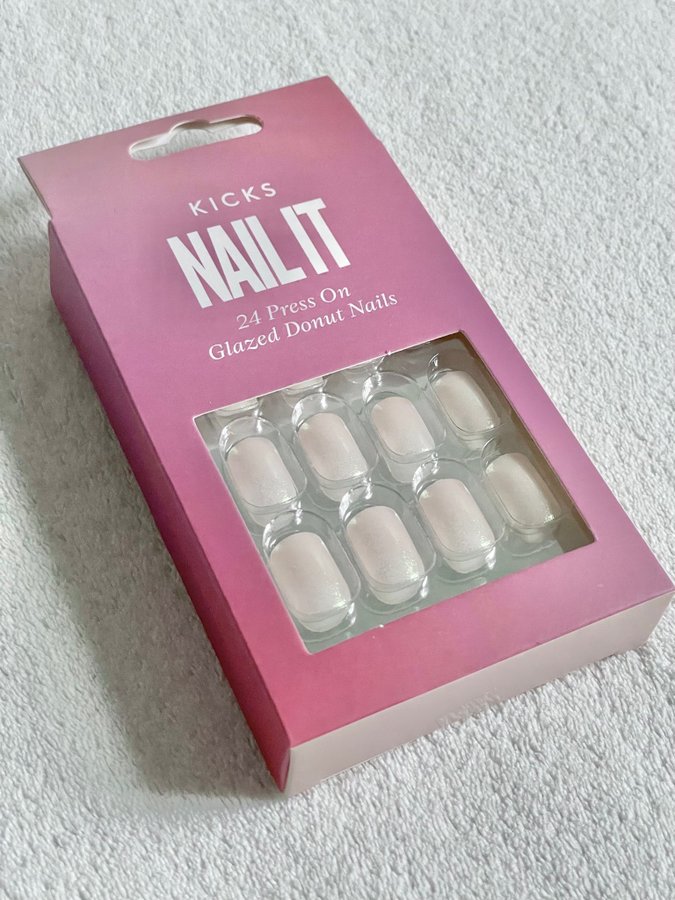 KICKS
NAIL IT
24 Press On
Glazed Donut Nails